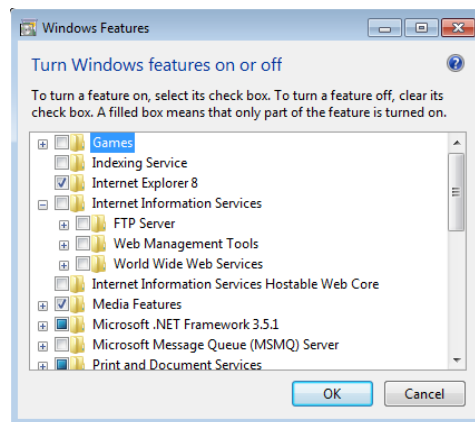 Windows Features
Turn Windows features on or off
To turn a feature on, select its check box. To turn a feature off, clear its
check box. A filled box means that only part of the feature is turned on.
Games
Indexing Service
Internet Explorer 8
Internet Information Services
FTP Server
Web Management Tools
World Wide Web Services
Internet Information Services Hostable Web Core
Media Features
Microsoft .NET Framework 3.5.1
Microsoft Message Queue (MSMQ) Server
Print and Document Services
OK Cancel